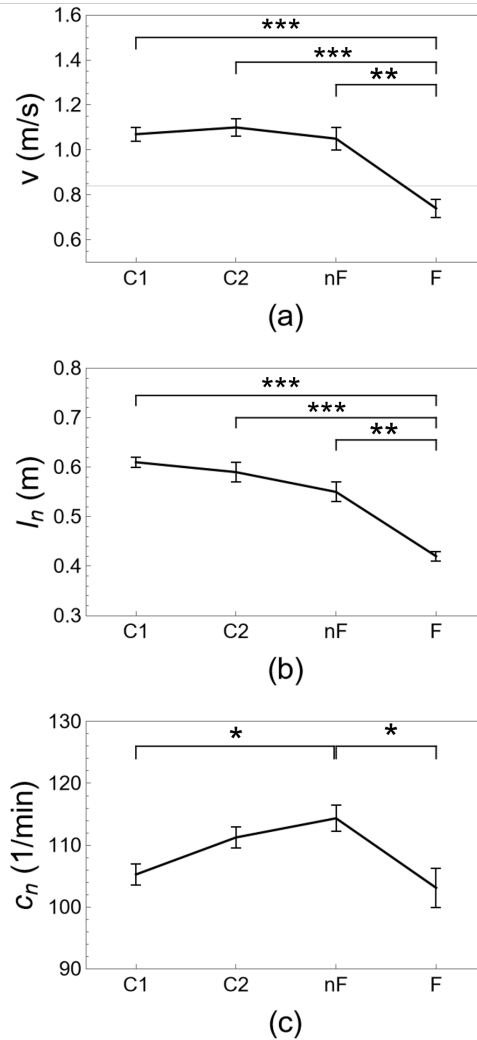 1.6
***
1.4
***
1.2
**
1.0
0.8
0.6
v (m/s)
C1 C2 nF F
(a)
0.8
***
0.7
***
0.6
**
0.5
0.4
0.3
l_n (m)
C1 C2 nF F
(b)
130
*
*
120
110
100
90
c_n (1/min)
C1 C2 nF F
(c)